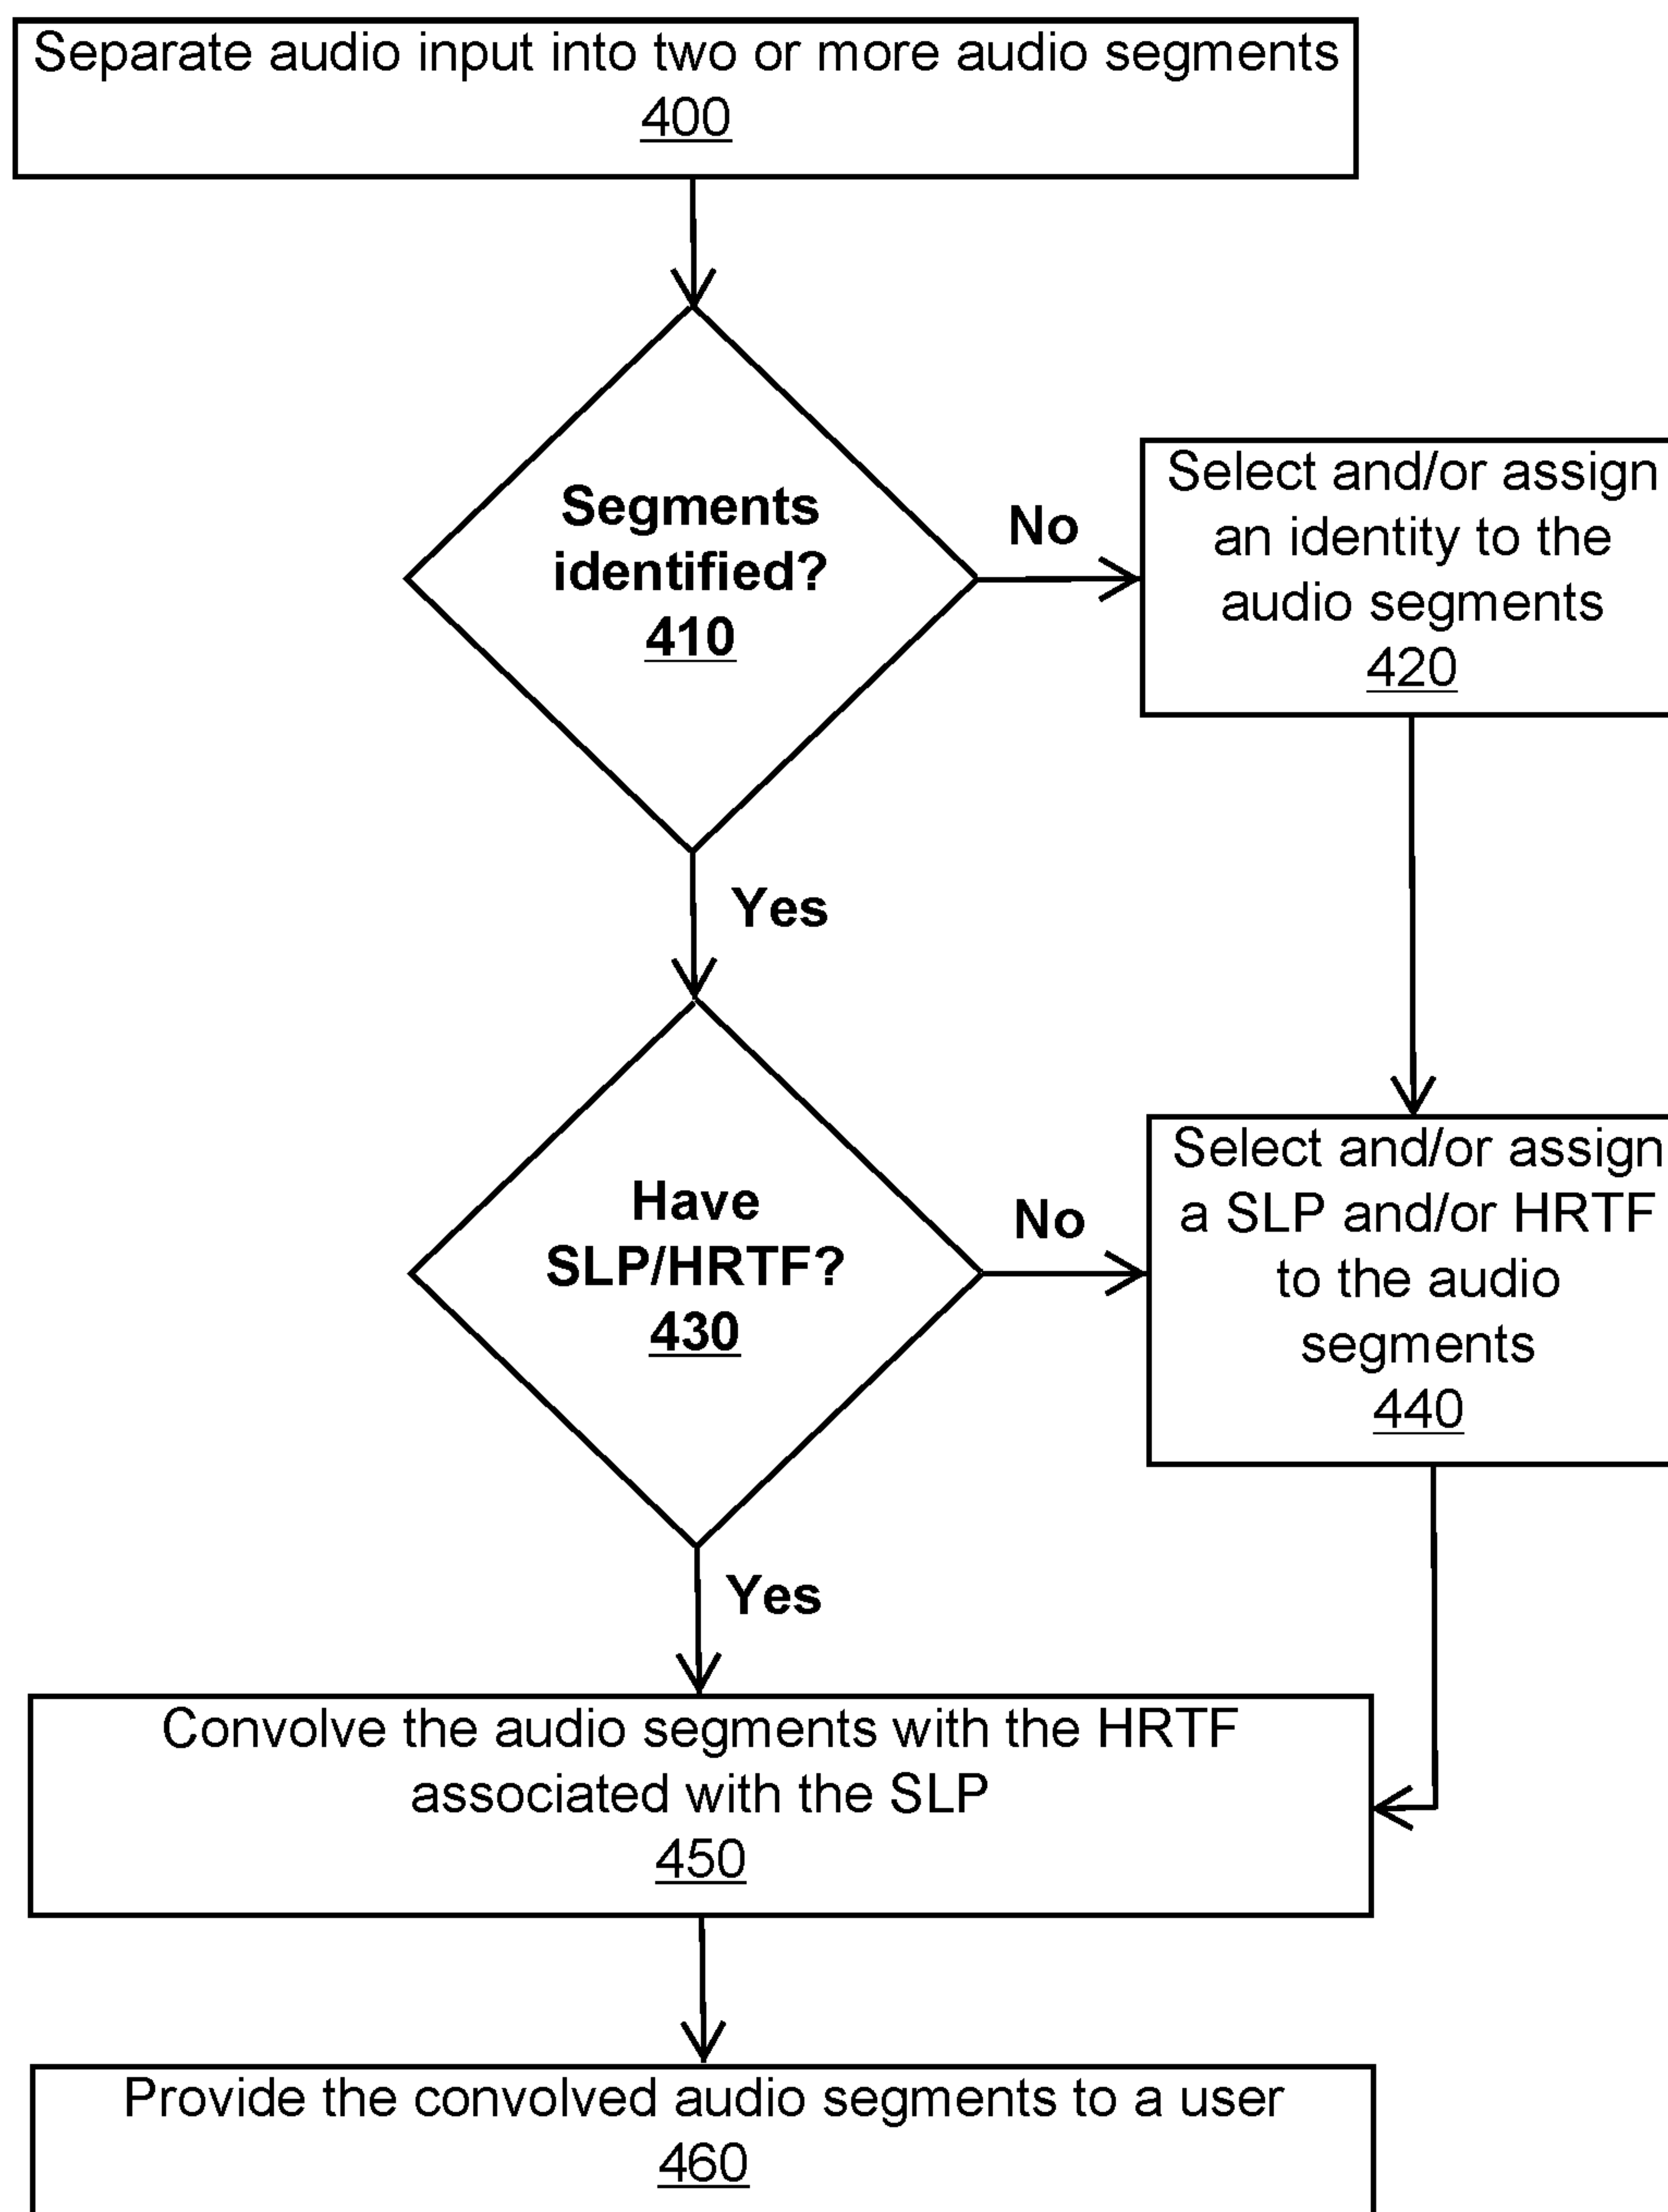 Separate audio input into two or more audio segments
400
Segments
identified?
410
No
Select and/or assign
an identity to the
audio segments
420
Yes
Have
SLP/HRTF?
430
No
Select and/or assign
a SLP and/or HRTF
to the audio
segments
440
Yes
Convolve the audio segments with the HRTF
associated with the SLP
450
Provide the convolved audio segments to a user
460